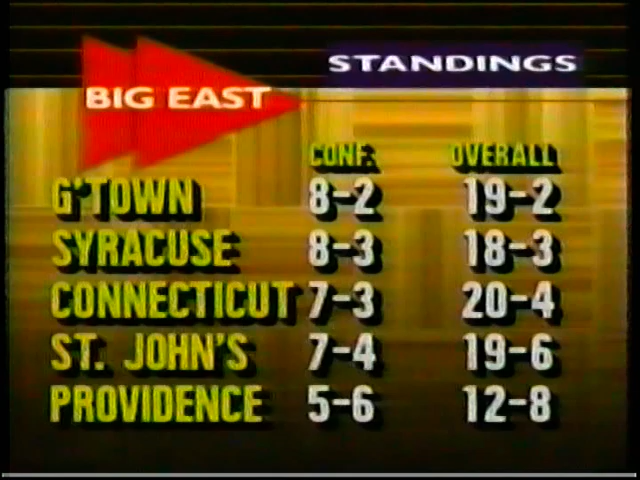 STANDINGS
BIG EAST
CONF. OVERALL
G'TOWN 8-2 19-2
SYRACUSE 8-3 18-3
CONNECTICUT 7-3 20-4
ST. JOHN'S 7-4 19-6
PROVIDENCE 5-6 12-8